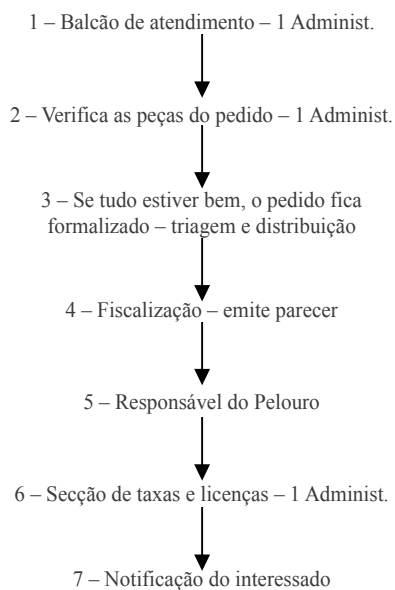 1 – Balcão de atendimento – 1 Administ.
2 – Verifica as peças do pedido – 1 Administ.
3 – Se tudo estiver bem, o pedido fica
formalizado – triagem e distribuição
4 – Fiscalização – emite parecer
5 – Responsável do Pelouro
6 – Secção de taxas e licenças – 1 Administ.
7 – Notificação do interessado